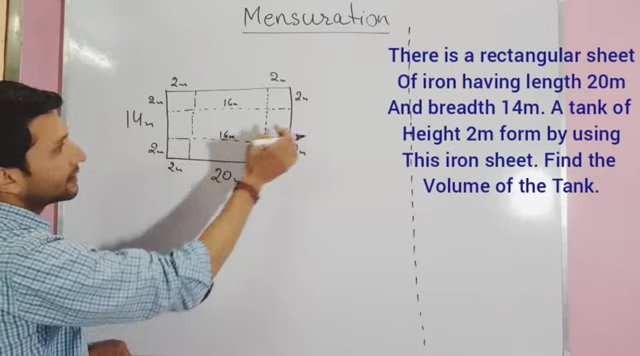 Mensuration
There is a rectangular sheet
Of iron having length 20m
And breadth 14m. A tank of
Height 2m form by using
This iron sheet. Find the
Volume of the Tank.
2m 2m
2m 16m 2m
14m
16m
2m
2m
20